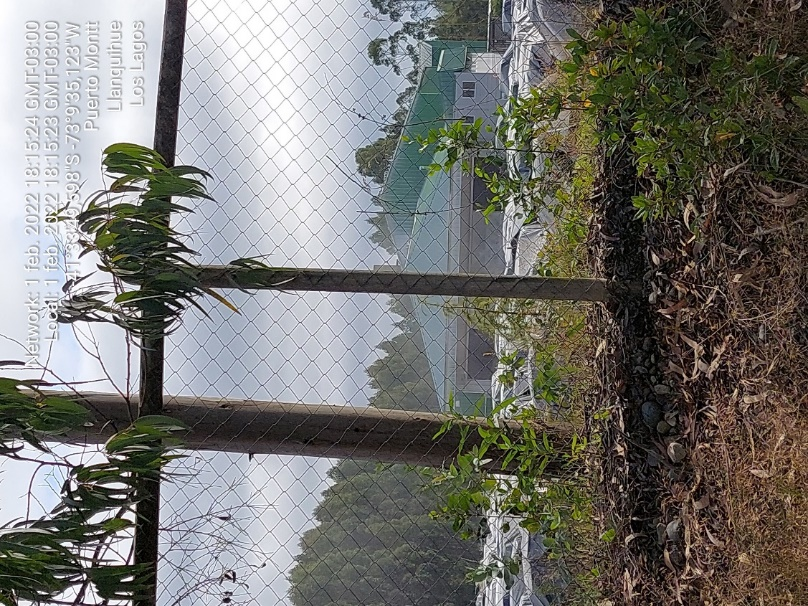 Network: 1 feb. 2022 18:15:24 GMT-03:00
Local: 1 feb. 2022 18:15:23 GMT-03:00
-73°9'35,123"W
Puerto Montt
Llanquihue
Los Lagos